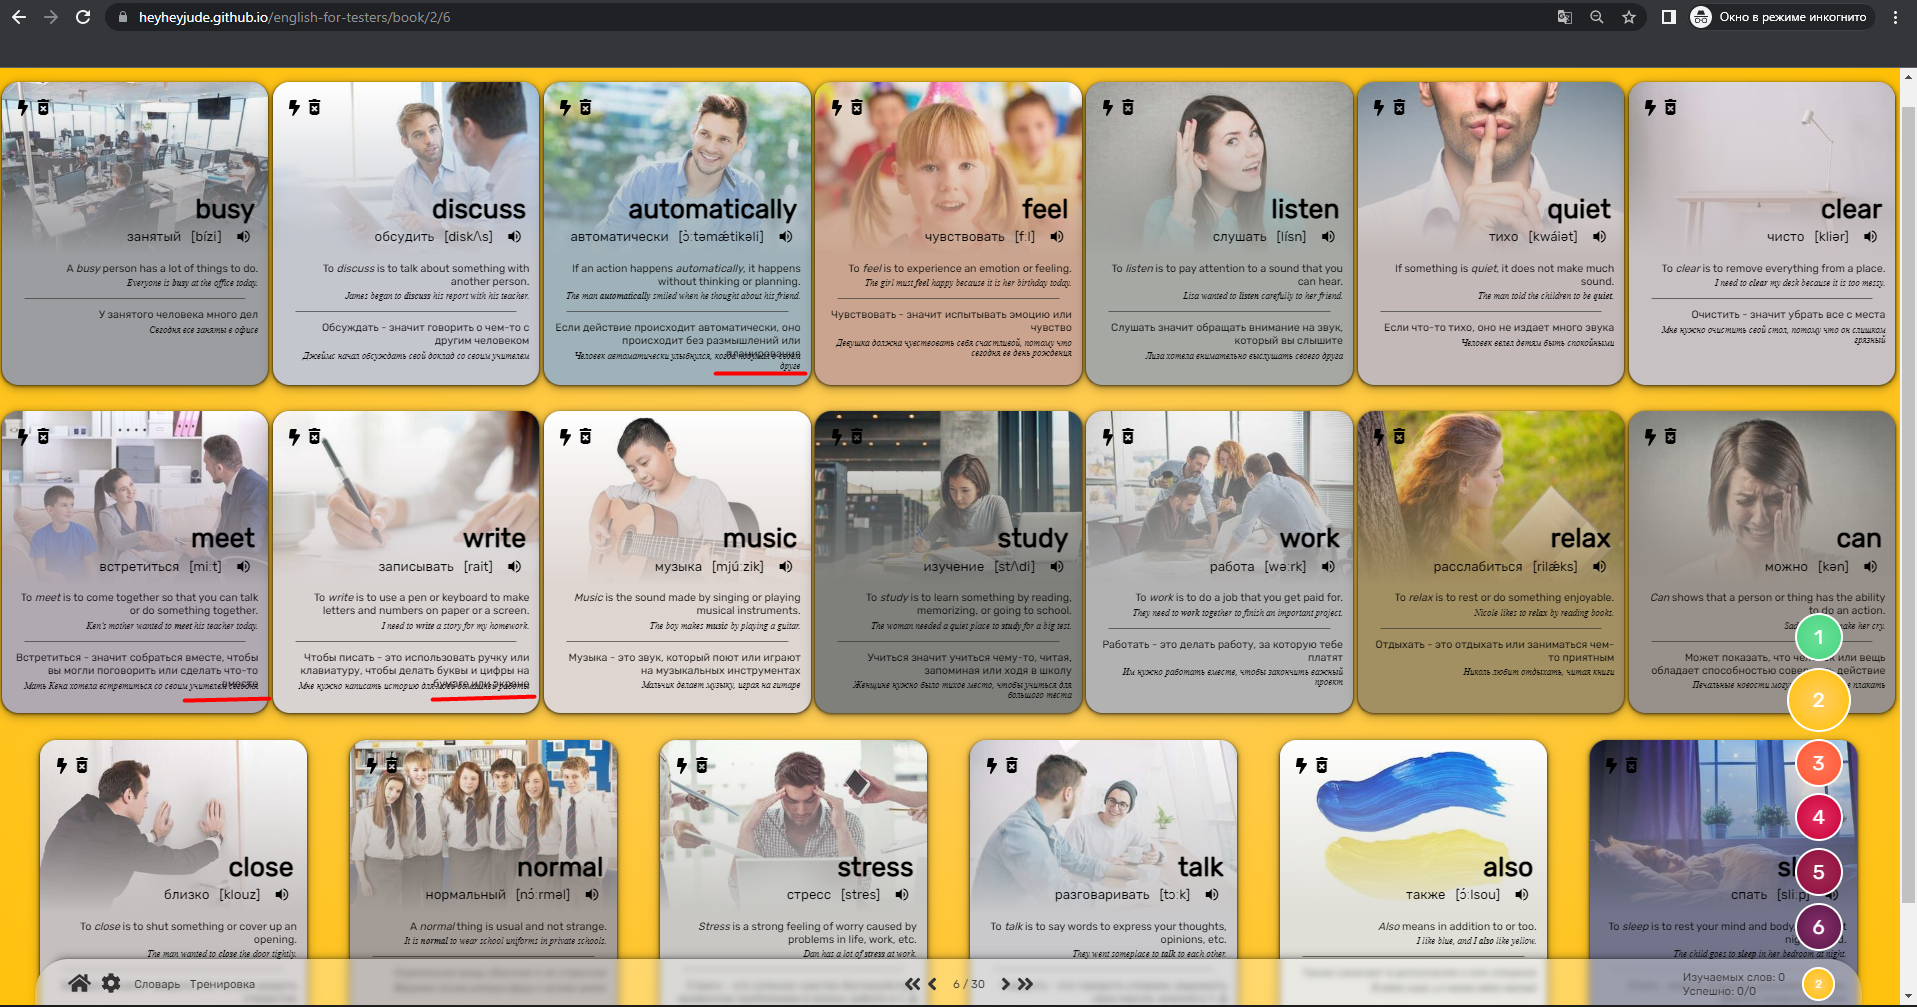 heyheyjude.github.io/english-for-testers/book/2/6
Окно в режиме инкогнито
busy
занятый [bízi]
A busy person has a lot of things to do.
Everyone is busy at the office today.
У занятого человека много дел
Сегодня все заняты в офисе
discuss
обсудить [disk/\s]
To discuss is to talk about something with
another person.
James began to discuss his report with his teacher.
Обсуждать - значит говорить о чем-то с
другим человеком
Джеймс начал обсуждать свой доклад со своим учителем
automatically
автоматически [ɔ̀ːtəmǽtikəli]
If an action happens automatically, it happens
without thinking or planning.
The man automatically smiled when he thought about his friend.
Если действие происходит автоматически, оно
происходит без размышлений или
планирования
Человек автоматически улыбнулся, когда подумал о своем
друге
feel
чувствовать [fːl]
To feel is to experience an emotion or feeling.
The girl must feel happy because it is her birthday today.
Чувствовать - значит испытывать эмоцию или
чувство
Девушка должна чувствовать себя счастливой, потому что
сегодня ее день рождения
listen
слушать [lísn]
To listen is to pay attention to a sound that you
can hear.
Lisa wanted to listen carefully to her friend.
Слушать значит обращать внимание на звук,
который вы слышите
Лиза хотела внимательно выслушать своего друга
quiet
тихо [kwáiət]
If something is quiet, it does not make much
sound.
The man told the children to be quiet.
Если что-то тихо, оно не издает много звука
Человек велел детям быть спокойными
clear
чисто [kliər]
To clear is to remove everything from a place.
I need to clear my desk because it is too messy.
Очистить - значит убрать все с места
Мне нужно очистить свой стол, потому что он слишком
грязный
meet
встретиться [miːt]
To meet is to come together so that you can talk
or do something together.
Ken's mother wanted to meet his teacher today.
Встретиться - значит собраться вместе, чтобы
вы могли поговорить или сделать что-то
вместе
Мать Кена хотела встретиться со своим учителем сегодня
write
записывать [rait]
To write is to use a pen or keyboard to make
letters and numbers on paper or a screen.
I need to write a story for my homework.
Чтобы писать - это использовать ручку или
клавиатуру, чтобы делать буквы и цифры на
бумаге или экране
Мне нужно написать историю для моей домашней работы
music
музыка [mjúːzik]
Music is the sound made by singing or playing
musical instruments.
The boy makes music by playing a guitar.
Музыка - это звук, который поют или играют
на музыкальных инструментах
Мальчик делает музыку, играя на гитаре
study
изучение [st/\di]
To study is to learn something by reading,
memorizing, or going to school.
The woman needed a quiet place to study for a big test.
Учиться значит учиться чему-то, читая,
запоминая или ходя в школу
Женщине нужно было тихое место, чтобы учиться для
большого теста
work
работа [wəːrk]
To work is to do a job that you get paid for.
They need to work together to finish an important project.
Работать - это делать работу, за которую тебе
платят
Им нужно работать вместе, чтобы закончить важный
проект
relax
расслабиться [rilǽks]
To relax is to rest or do something enjoyable.
Nicole likes to relax by reading books.
Отдыхать - это отдыхать или заниматься чем-
то приятным
Николь любит отдыхать, читая книги
can
можно [kən]
Can shows that a person or thing has the ability
to do an action.
make her cry.
Может показать, что или вещь
обладает способностью действие
Печальные новости плакать
close
близко [klouz]
To close is to shut something or cover up an
opening.
The man wanted to close the door tightly.
normal
нормальный [nɔ́ːrməl]
A normal thing is usual and not strange.
It is normal to wear school uniforms in private schools.
stress
стресс [stres]
Stress is a strong feeling of worry caused by
problems in life, work, etc.
Dan has a lot of stress at work.
talk
разговаривать [tɔːk]
To talk is to say words to express your thoughts,
opinions, etc.
They went someplace to talk to each other.
also
также [ɔ́ːlsou]
Also means in addition to or too.
I like blue, and I also like yellow.
спать [sliːp]
To sleep is to rest your mind and body
The child goes to sleep in her bedroom at night.
1
2
3
4
5
6
Словарь Тренировка
6 / 30
Изучаемых слов: 0
Успешно: 0/0
2